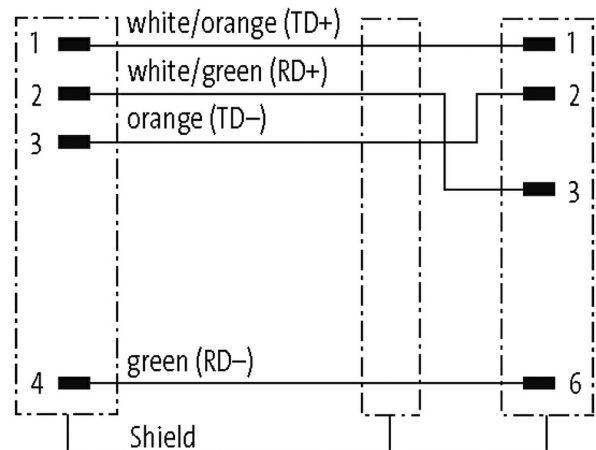 1 white/orange (TD+) 1
2 white/green (RD+) 2
3 orange (TD–)
3
4 green (RD–) 6
Shield